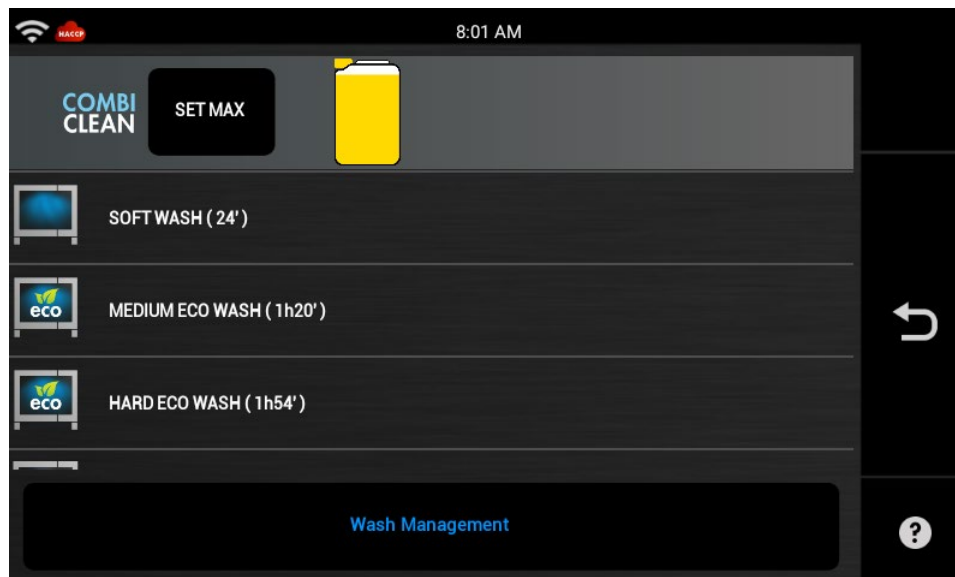 HACCP
8:01 AM
COMBI
CLEAN
SET MAX
SOFT WASH ( 24' )
eco
MEDIUM ECO WASH ( 1h20' )
eco
HARD ECO WASH ( 1h54' )
Wash Management
?